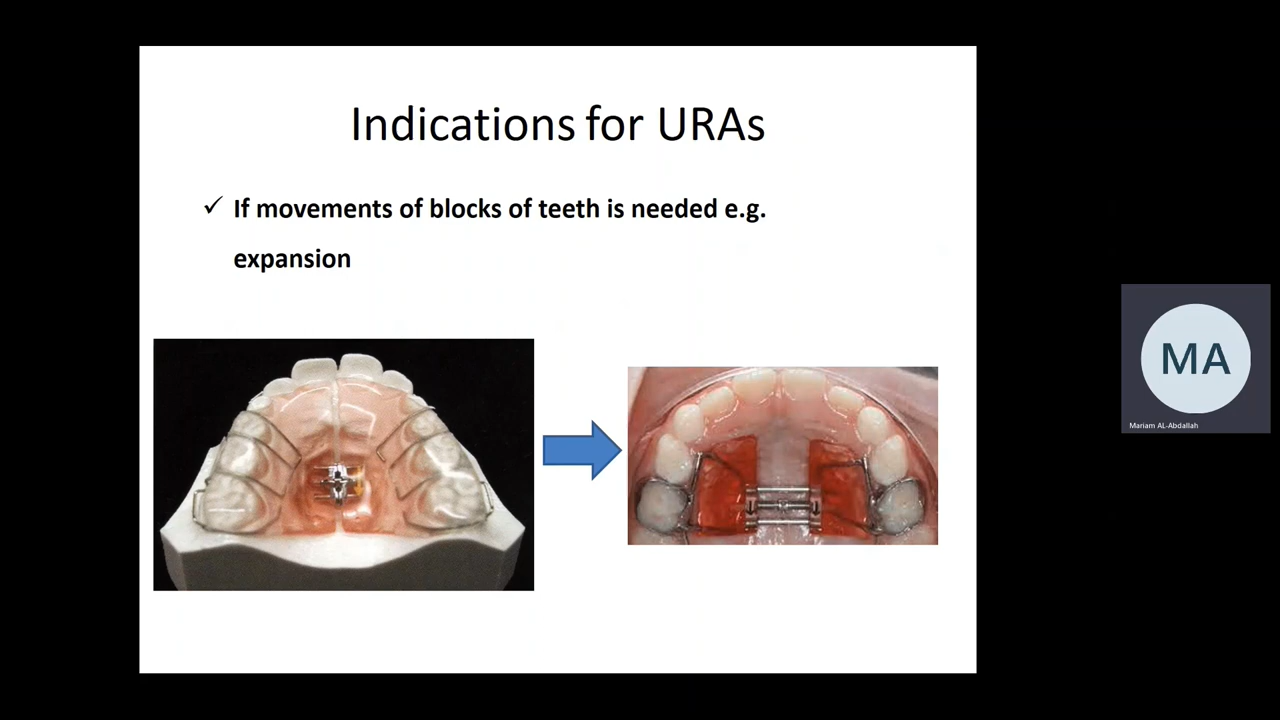 Indications for URAs
✓ If movements of blocks of teeth is needed e.g.
expansion
MA
Mariam AL-Abdallah